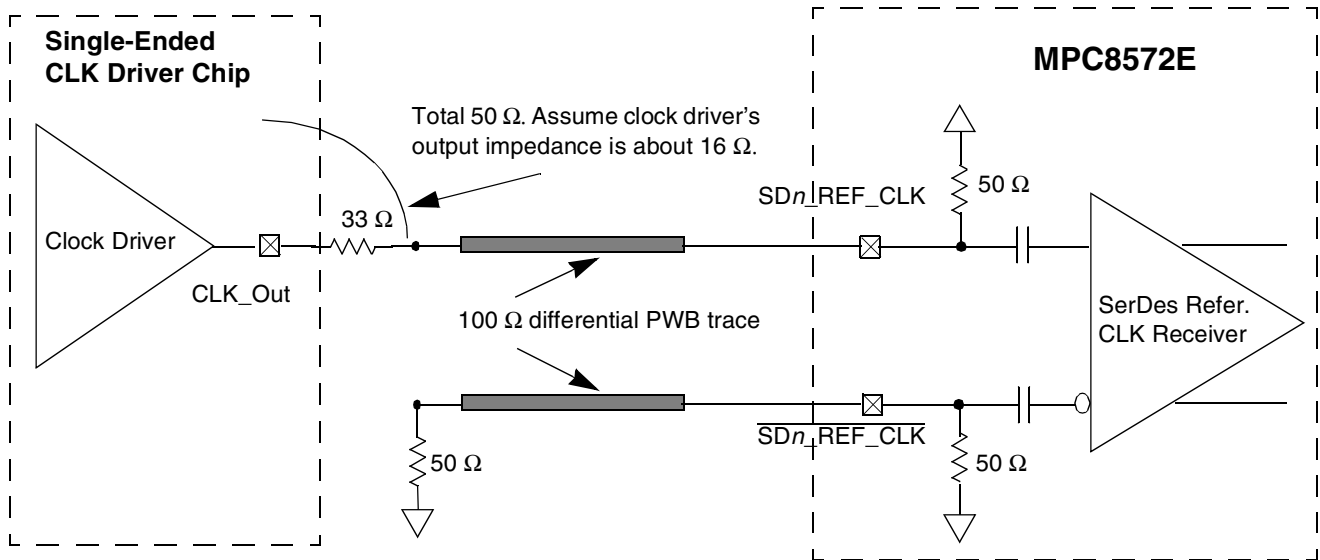 Single-Ended
CLK Driver Chip
MPC8572E
Total 50 Ω. Assume clock driver's
output impedance is about 16 Ω.
SDn_REF_CLK
50 Ω
33 Ω
Clock Driver
CLK_Out
100 Ω differential PWB trace
SerDes Refer.
CLK Receiver
SDn_REF_CLK
50 Ω
50 Ω